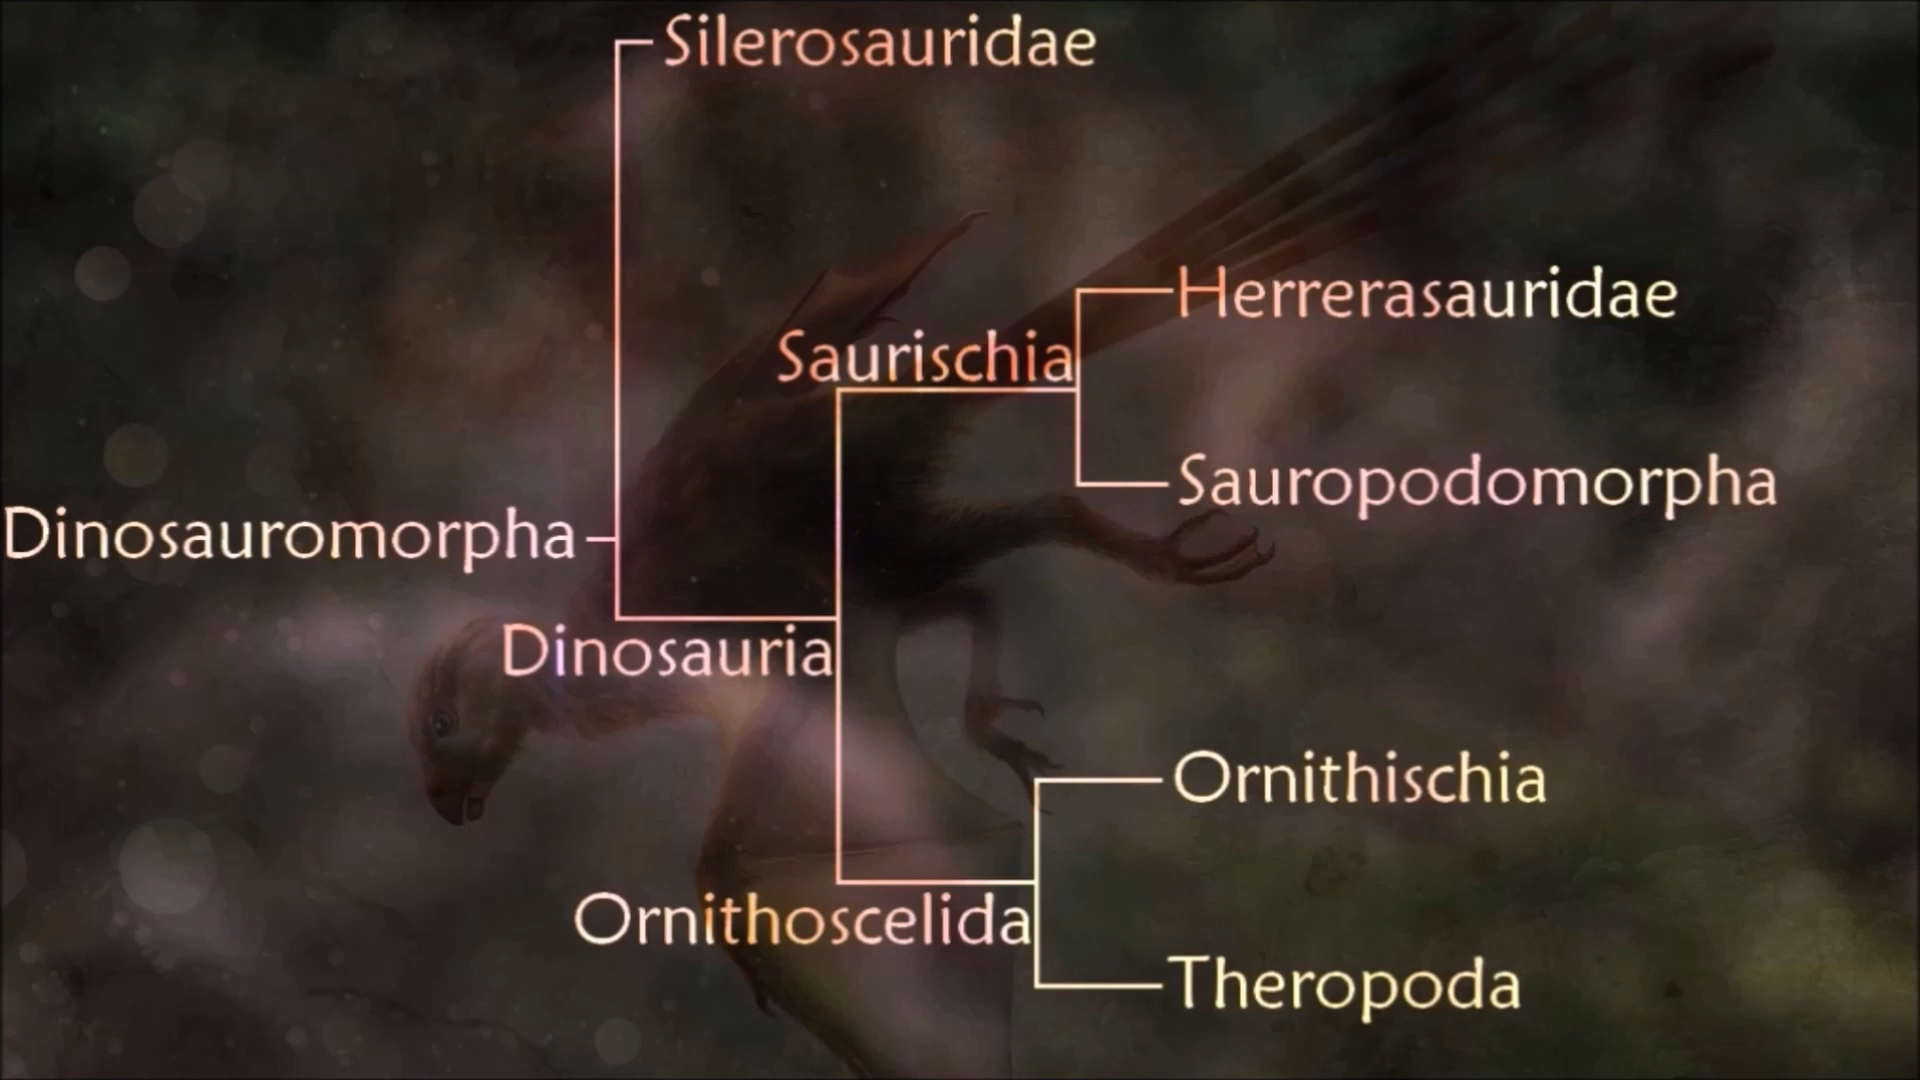 Silerosauridae
Herrerasauridae
Saurischia
Sauropodomorpha
Dinosauromorpha
Dinosauria
Ornithischia
Ornithoscelida
Theropoda